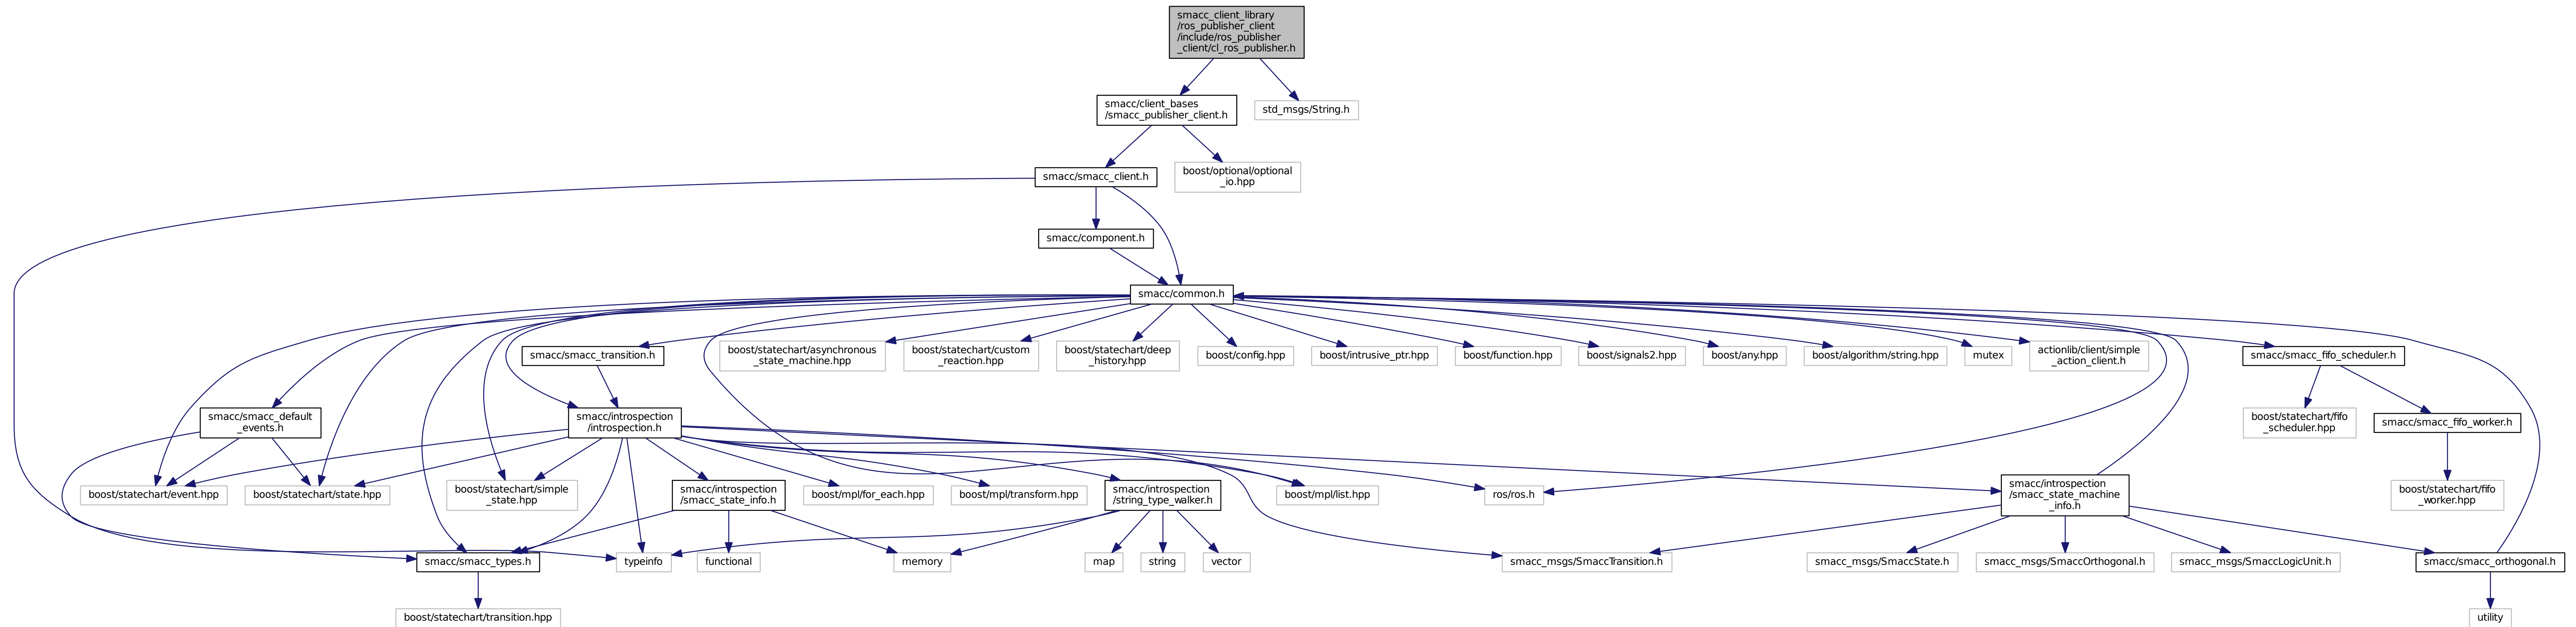 smacc_client_library
/ros_publisher_client
/include/ros_publisher
_client/cl_ros_publisher.h
smacc/client_bases
/smacc_publisher_client.h
std_msgs/String.h
smacc/smacc_client.h
boost/optional/optional
_io.hpp
smacc/component.h
smacc/common.h
smacc/smacc_transition.h
boost/statechart/asynchronous
_state_machine.hpp
boost/statechart/custom
_reaction.hpp
boost/statechart/deep
_history.hpp
boost/config.hpp
boost/intrusive_ptr.hpp
boost/function.hpp
boost/signals2.hpp
boost/any.hpp
boost/algorithm/string.hpp
mutex
actionlib/client/simple
_action_client.h
smacc/smacc_fifo_scheduler.h
smacc/smacc_default
_events.h
smacc/introspection
/introspection.h
boost/statechart/fifo
_scheduler.hpp
smacc/smacc_fifo_worker.h
boost/statechart/event.hpp
boost/statechart/state.hpp
boost/statechart/simple
_state.hpp
smacc/introspection
/smacc_state_info.h
boost/mpl/for_each.hpp
boost/mpl/transform.hpp
smacc/introspection
/string_type_walker.h
boost/mpl/list.hpp
ros/ros.h
smacc/introspection
/smacc_state_machine
_info.h
boost/statechart/fifo
_worker.hpp
smacc/smacc_types.h
typeinfo
functional
memory
map
string
vector
smacc_msgs/SmaccTransition.h
smacc_msgs/SmaccState.h
smacc_msgs/SmaccOrthogonal.h
smacc_msgs/SmaccLogicUnit.h
smacc/smacc_orthogonal.h
boost/statechart/transition.hpp
utility